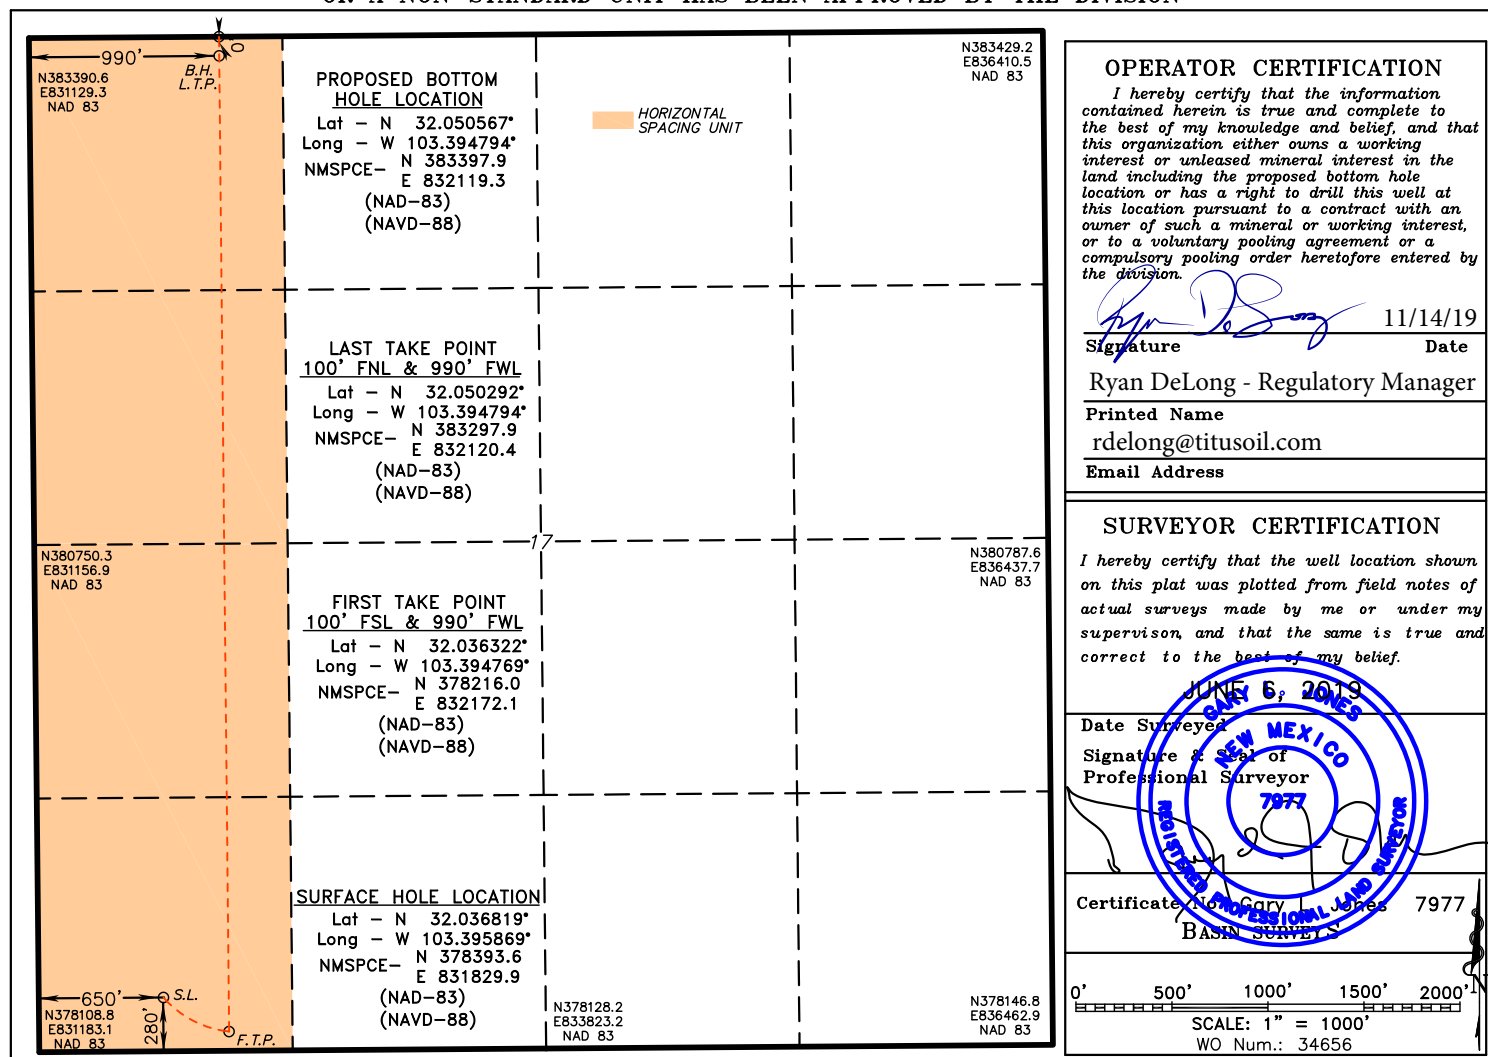 OR A NON-STANDARD UNIT HAS BEEN APPROVED BY THE DIVISION
990'
0'
B.H.
L.T.P.
N383390.6
E831129.3
NAD 83
PROPOSED BOTTOM
HOLE LOCATION
Lat - N 32.050567°
Long - W 103.394794°
NMSPCE- N 383397.9
E 832119.3
(NAD-83)
(NAVD-88)
HORIZONTAL
SPACING UNIT
N383429.2
E836410.5
NAD 83
LAST TAKE POINT
100' FNL & 990' FWL
Lat - N 32.050292°
Long - W 103.394794°
NMSPCE- N 383297.9
E 832120.4
(NAD-83)
(NAVD-88)
17
N380750.3
E831156.9
NAD 83
N380787.6
E836437.7
NAD 83
FIRST TAKE POINT
100' FSL & 990' FWL
Lat - N 32.036322°
Long - W 103.394769°
NMSPCE- N 378216.0
E 832172.1
(NAD-83)
(NAVD-88)
SURFACE HOLE LOCATION
Lat - N 32.036819°
Long - W 103.395869°
NMSPCE- N 378393.6
E 831829.9
(NAD-83)
(NAVD-88)
650'
S.L.
280'
F.T.P.
N378108.8
E831183.1
NAD 83
N378128.2
E833823.2
NAD 83
N378146.8
E836462.9
NAD 83
OPERATOR CERTIFICATION
I hereby certify that the information
contained herein is true and complete to
the best of my knowledge and belief, and that
this organization either owns a working
interest or unleased mineral interest in the
land including the proposed bottom hole
location or has a right to drill this well at
this location pursuant to a contract with an
owner of such a mineral or working interest,
or to a voluntary pooling agreement or a
compulsory pooling order heretofore entered by
the division.
11/14/19
Signature Date
Ryan DeLong - Regulatory Manager
Printed Name
rdelong@titusoil.com
Email Address
SURVEYOR CERTIFICATION
I hereby certify that the well location shown
on this plat was plotted from field notes of
actual surveys made by me or under my
supervison, and that the same is true and
correct to the best of my belief.
JUNE 6, 2019
Date Surveyed
Signature & Seal of
Professional Surveyor
GARY L. JONES
NEW MEXICO
7977
REGISTERED PROFESSIONAL LAND SURVEYOR
Certificate No. Gary L. Jones 7977
BASIN SURVEYS
0' 500' 1000' 1500' 2000'
SCALE: 1" = 1000'
WO Num.: 34656